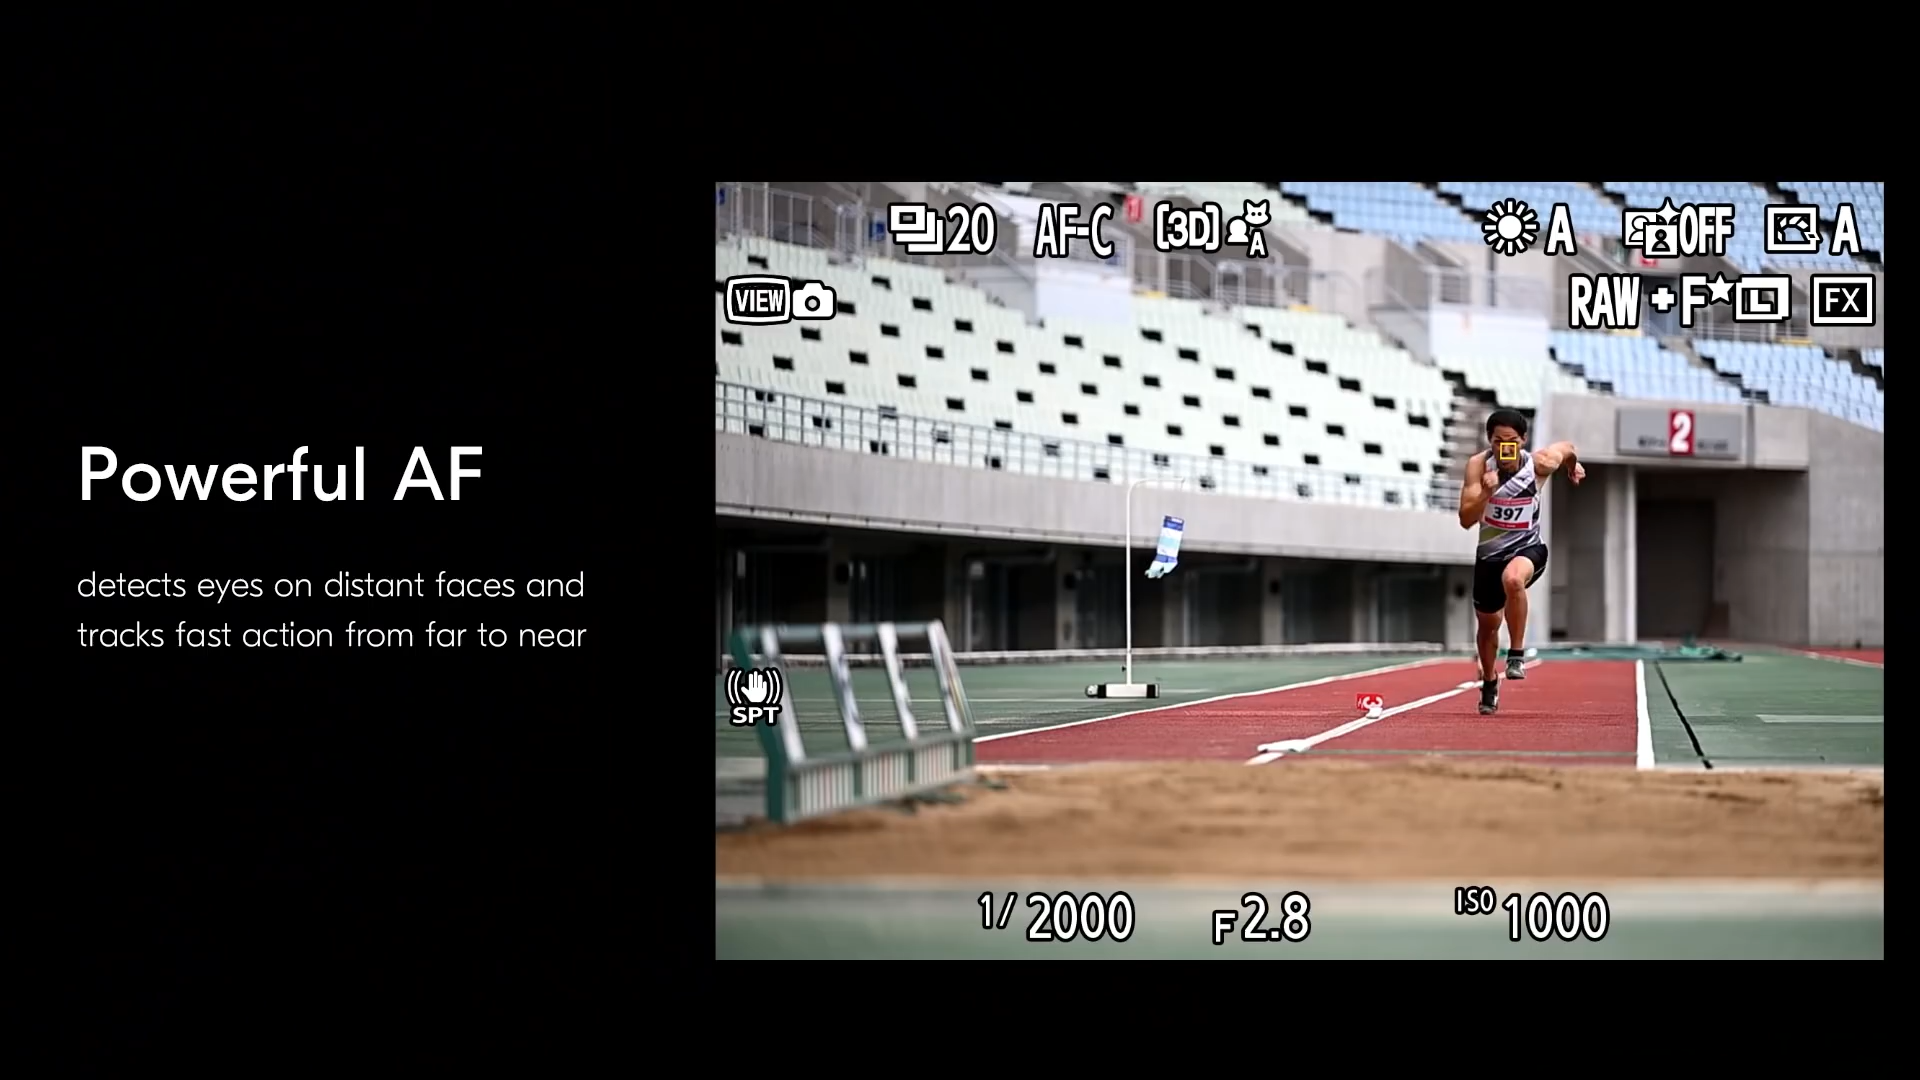 Powerful AF
detects eyes on distant faces and
tracks fast action from far to near
20 AF-C [3D] A
A OFF A
VIEW
RAW + F★ L FX
2
397
SPT
1/2000 F2.8 ISO 1000